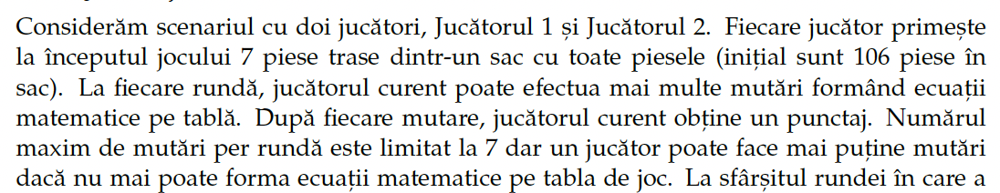 Considerăm scenariul cu doi jucători, Jucătorul 1 și Jucătorul 2. Fiecare jucător primește
la începutul jocului 7 piese trase dintr-un sac cu toate piesele (inițial sunt 106 piese în
sac). La fiecare rundă, jucătorul curent poate efectua mai multe mutări formând ecuații
matematice pe tablă. După fiecare mutare, jucătorul curent obține un punctaj. Numărul
maxim de mutări per rundă este limitat la 7 dar un jucător poate face mai puține mutări
dacă nu mai poate forma ecuații matematice pe tabla de joc. La sfârșitul rundei în care a